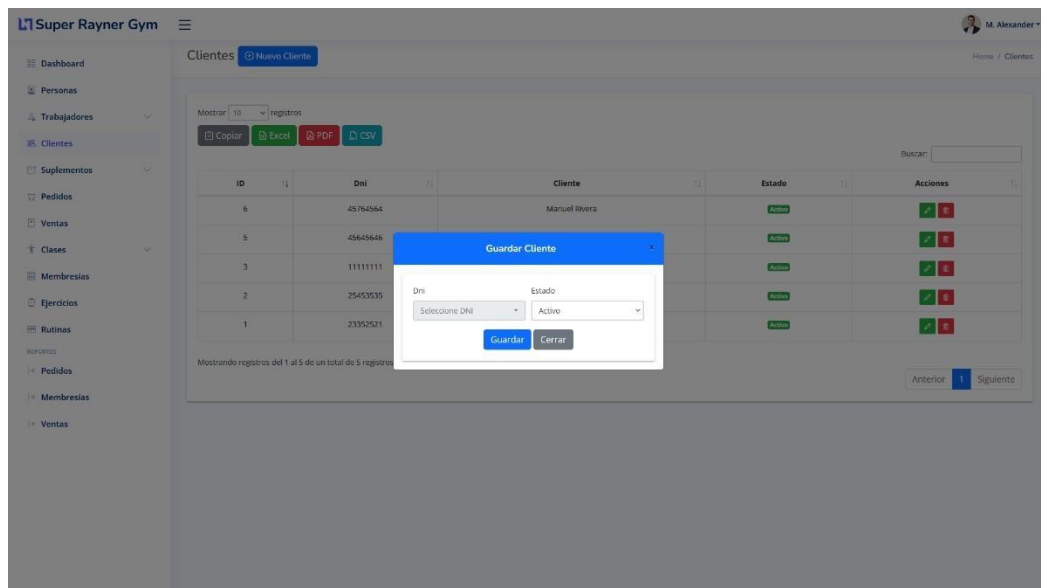 Super Rayner Gym
M. Alexander
Dashboard
Personas
Trabajadores
Clientes
Suplementos
Pedidos
Ventas
Clases
Membresias
Ejercicios
Rutinas
REPORTES
Pedidos
Membresias
Ventas
Clientes Nuevo Cliente
Home / Clientes
Mostrar 10 registros
Copiar Excel PDF CSV
Buscar:
ID Dni Cliente Estado Acciones
6 45764564 Manuel Rivera Activo
5 45645646 Activo
3 11111111 Activo
2 25453535 Activo
1 23352521 Activo
Mostrando registros del 1 al 5 de un total de 5 registros
Anterior 1 Siguiente
Guardar Cliente ×
Dni Estado
Seleccione DNI Activo
Guardar Cerrar